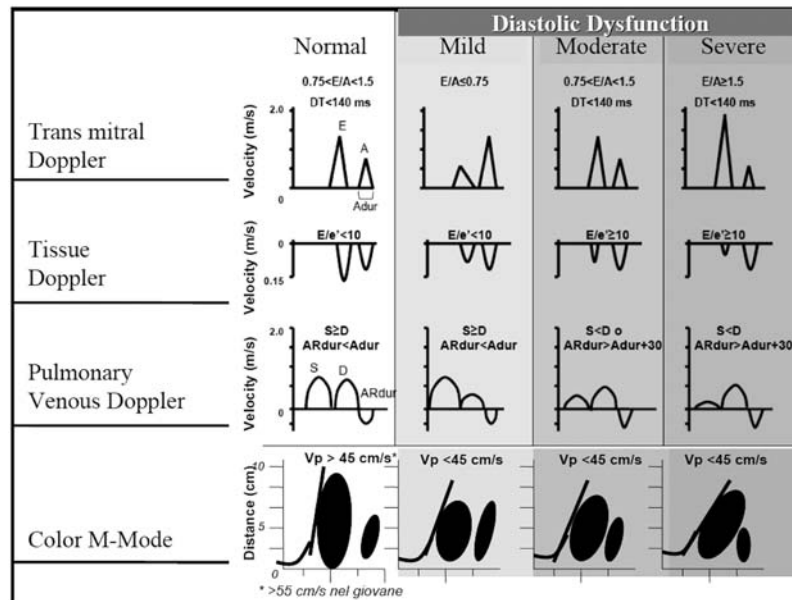 Diastolic Dysfunction
Normal
Mild
Moderate
Severe
Trans mitral
Doppler
0.75<E/A<1.5
DT<140 ms
E/A≤0.75
0.75<E/A<1.5
DT<140 ms
E/A≥1.5
DT<140 ms
Velocity (m/s)
2.0
0
E
A
Adur
Tissue
Doppler
Velocity (m/s)
0
0.15
E/e'<10
E/e'<10
E/e'≥10
E/e'≥10
Pulmonary
Venous Doppler
Velocity (m/s)
2.0
0
S≥D
ARdur<Adur
S
D
ARdur
S≥D
ARdur<Adur
S<D o
ARdur>Adur+30
S<D
ARdur>Adur+30
Color M-Mode
Distance (cm)
10
5
0
Vp > 45 cm/s*
Vp <45 cm/s
Vp <45 cm/s
Vp <45 cm/s
* >55 cm/s nel giovane